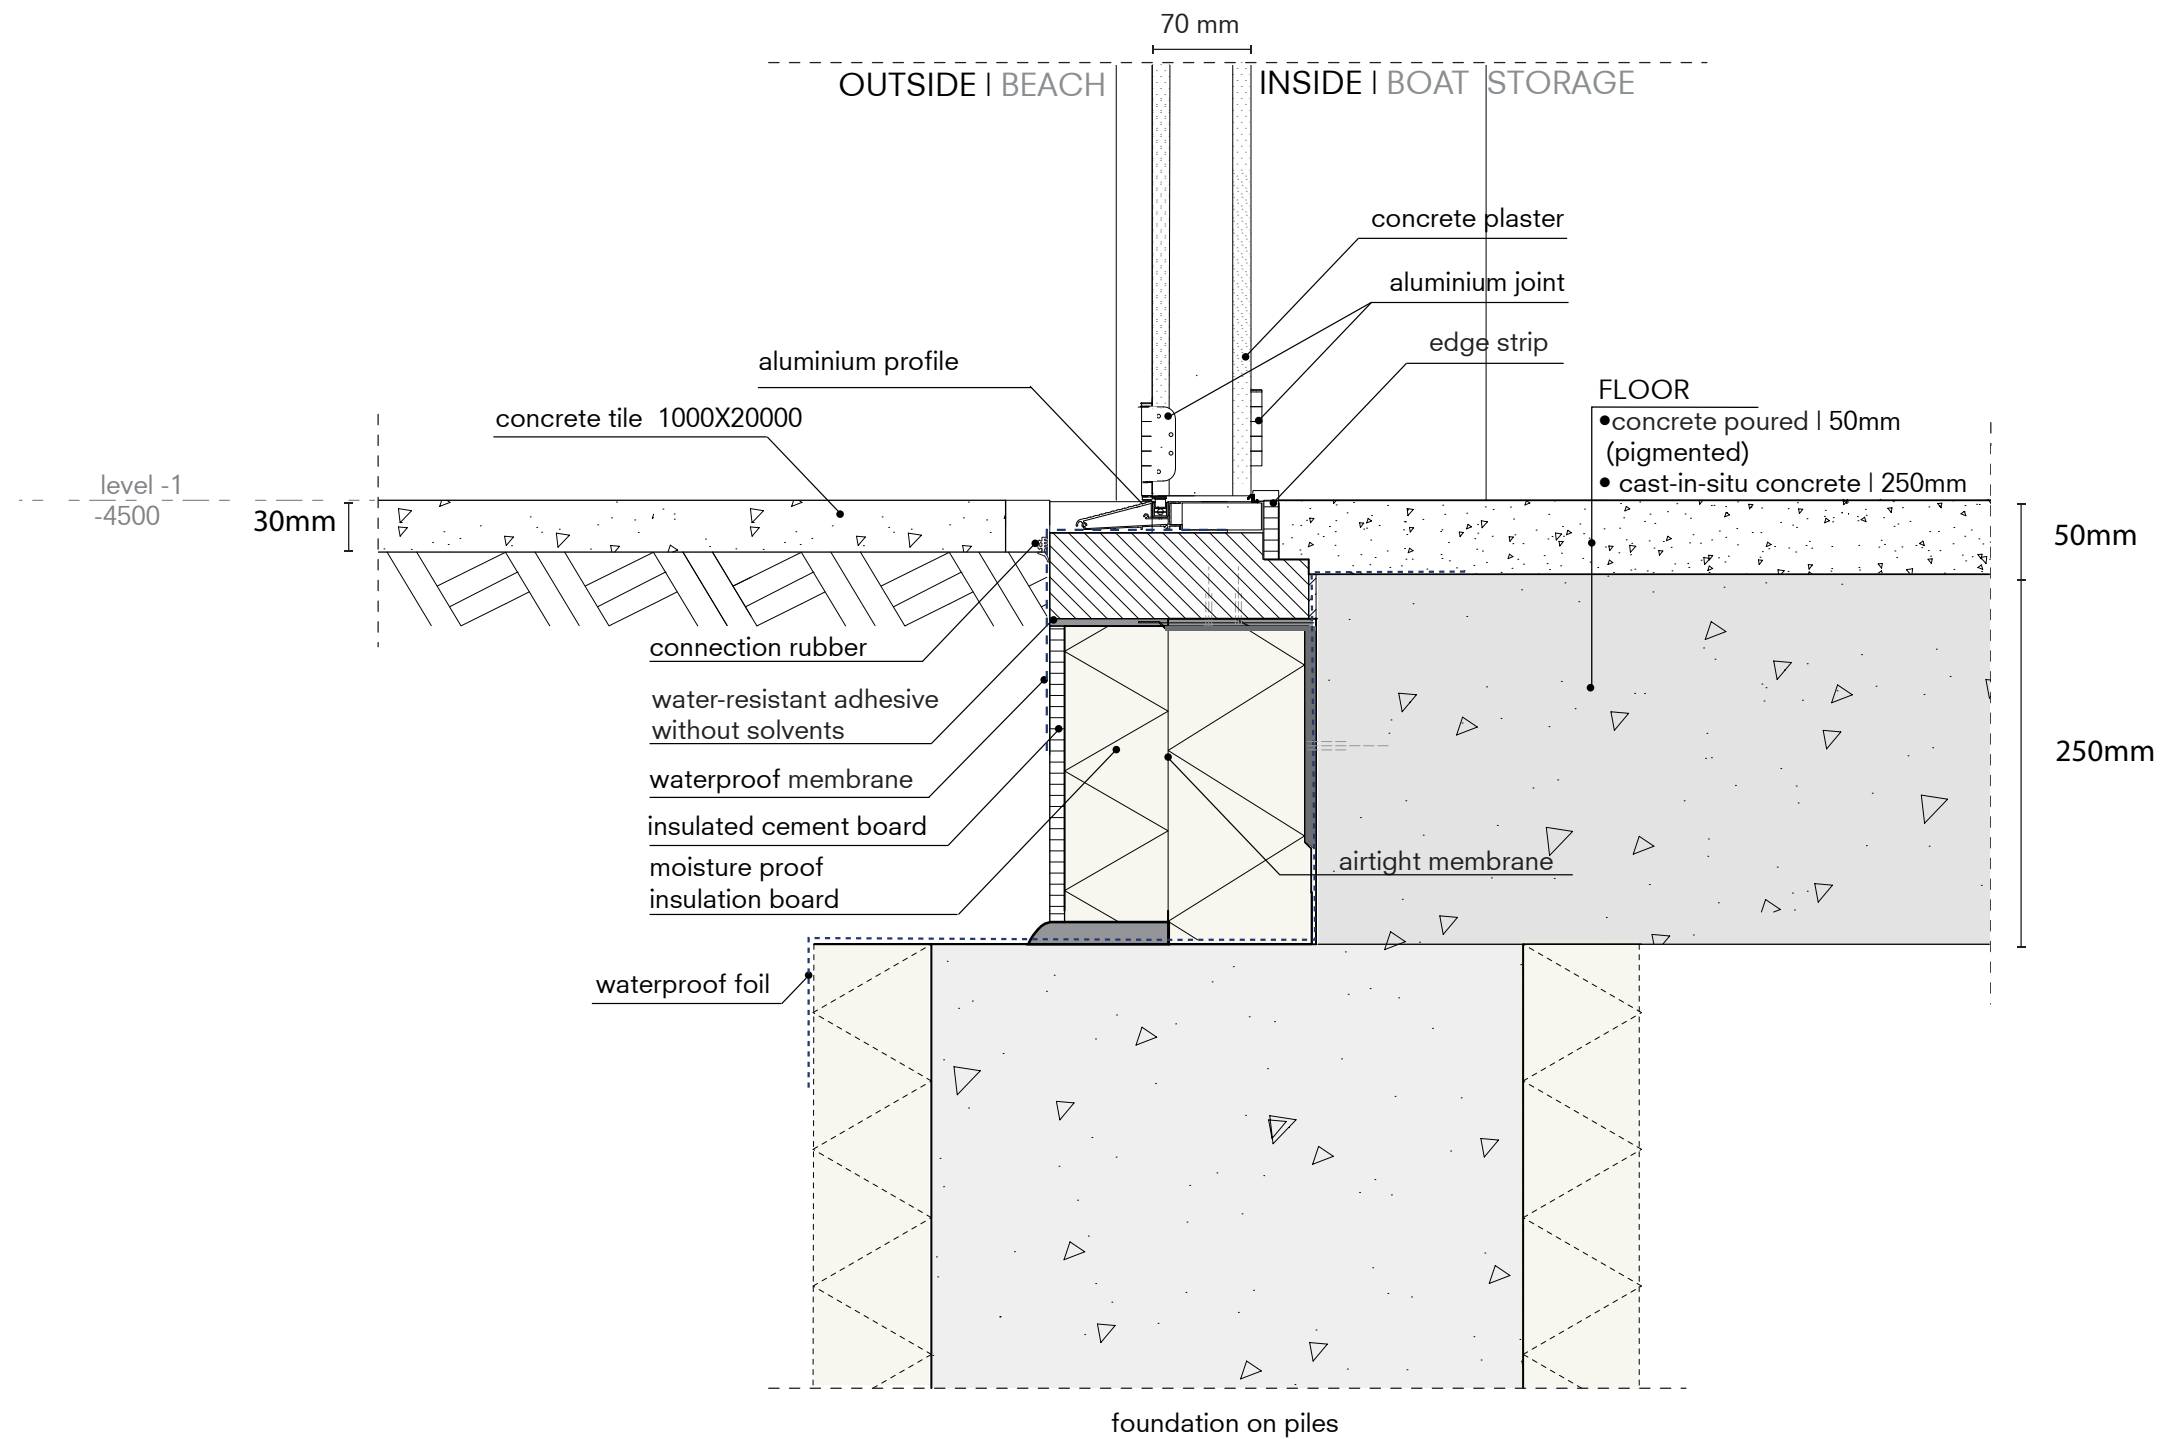 70 mm
OUTSIDE | BEACH
INSIDE | BOAT STORAGE
concrete plaster
aluminium joint
edge strip
aluminium profile
concrete tile 1000X20000
FLOOR
•concrete poured | 50mm
(pigmented)
• cast-in-situ concrete | 250mm
level -1
-4500
30mm
50mm
connection rubber
water-resistant adhesive
without solvents
waterproof membrane
insulated cement board
moisture proof
insulation board
250mm
airtight membrane
waterproof foil
foundation on piles